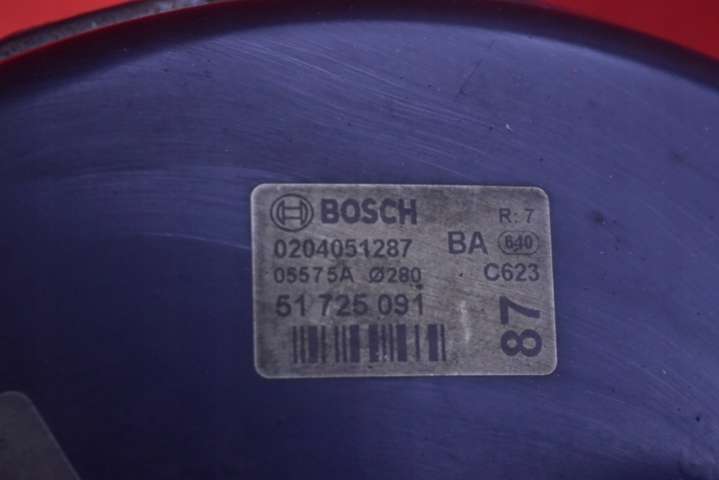 BOSCH R: 7
0204051287 BA 640
05575A Ø280 C623
51 725 091
87